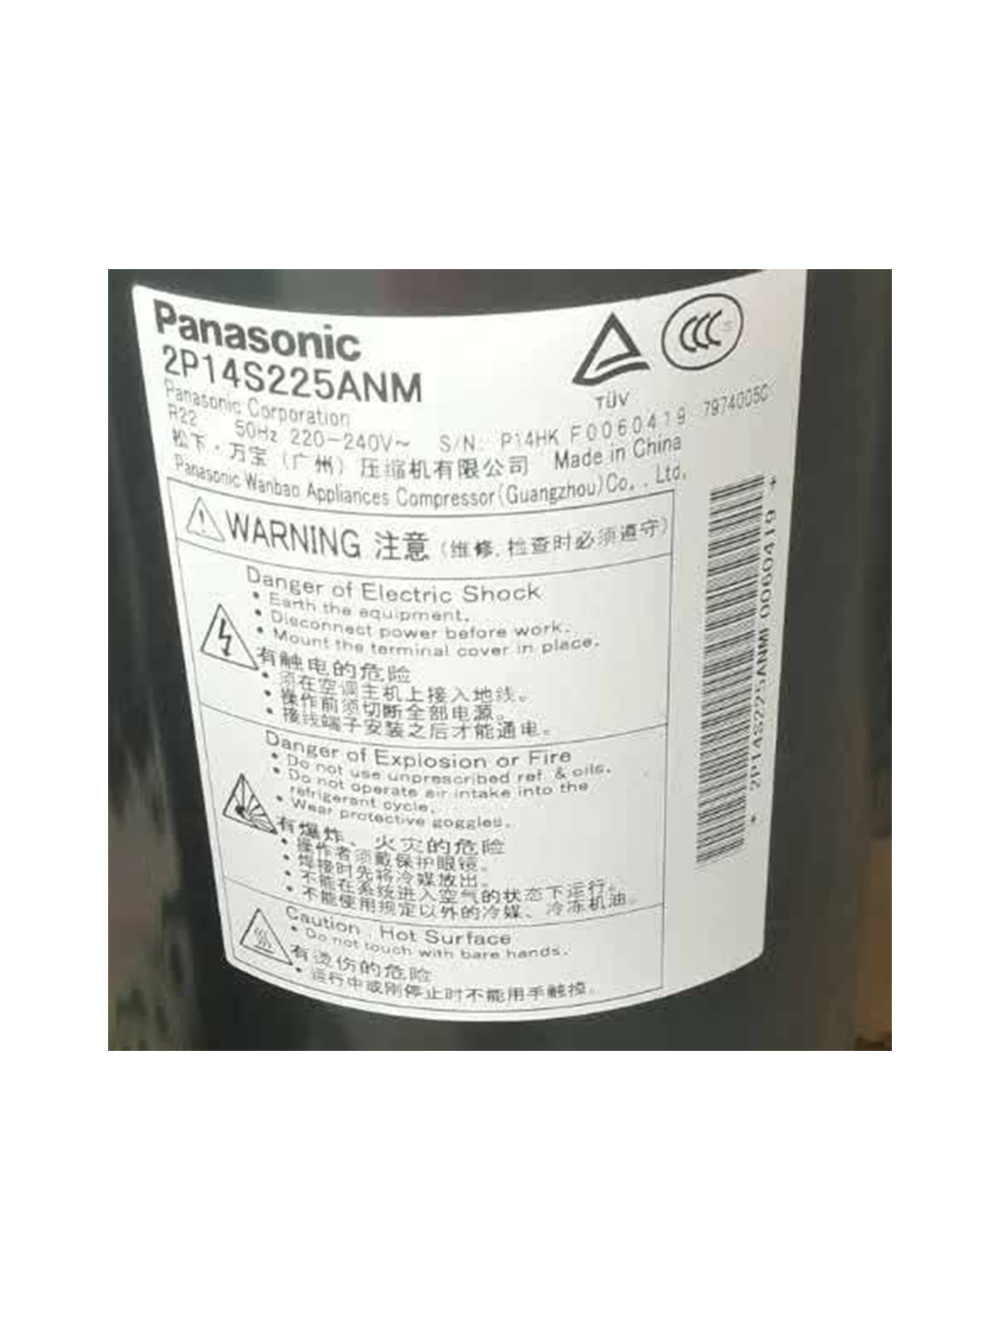 Panasonic
2P14S225ANM
TÜV
CCC
Panasonic Corporation
R22 50Hz 220-240V~ S/N: P14HK F0060419 7974005C
松下·万宝（广州）压缩机有限公司 Made in China
Panasonic Wanbao Appliances Compressor(Guangzhou)Co.,Ltd.
WARNING 注意（维修,检查时必须遵守）
Danger of Electric Shock
• Earth the equipment.
• Disconnect power before work.
• Mount the terminal cover in place.
有触电的危险
• 须在空调主机上接入地线。
• 操作前须切断全部电源。
• 接线端子安装之后才能通电。
Danger of Explosion or Fire
• Do not use unprescribed ref. & oils.
• Do not operate air intake into the
refrigerant cycle.
• Wear protective goggles.
有爆炸、火灾的危险
• 操作者须戴保护眼镜。
• 焊接时先将冷媒放出。
• 不能在系统进入空气的状态下运行。
• 不能使用规定以外的冷媒、冷冻机油。
Caution , Hot Surface
• Do not touch with bare hands.
有烫伤的危险
• 运行中或刚停止时不能用手触摸。
* 2P14S225ANM 0060419 *